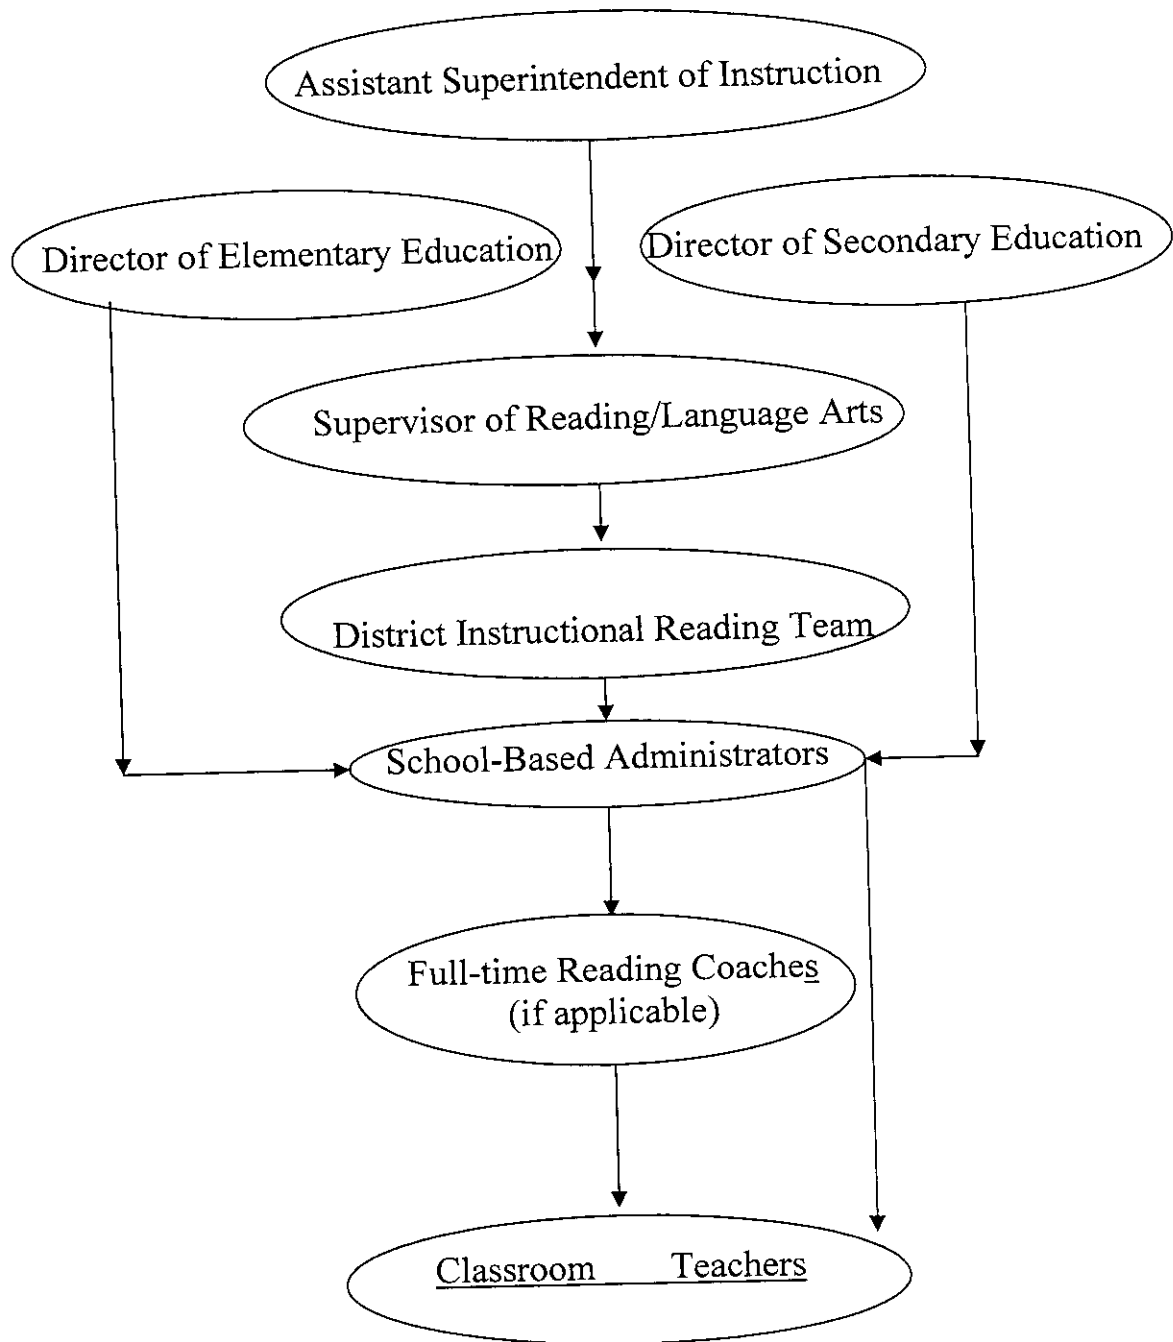 Assistant Superintendent of Instruction
Director of Elementary Education
Director of Secondary Education
Supervisor of Reading/Language Arts
District Instructional Reading Team
School-Based Administrators
Full-time Reading Coaches
(if applicable)
Classroom Teachers